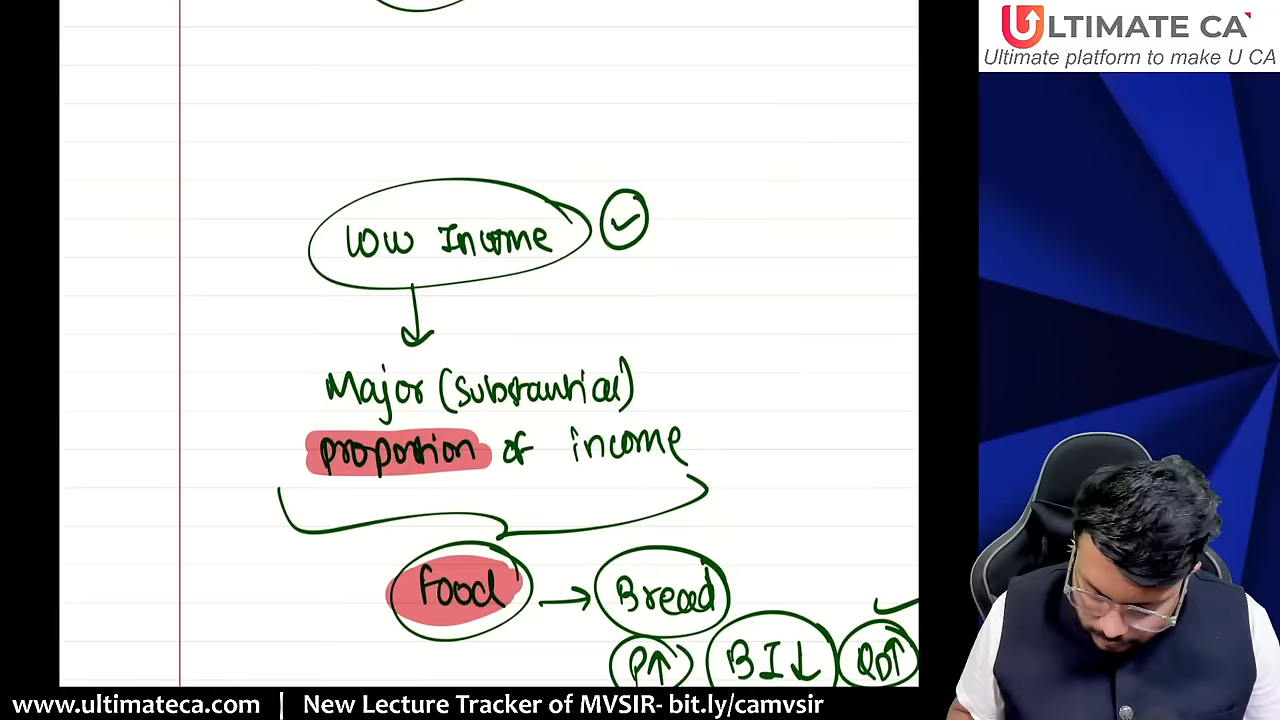 ULTIMATE CA
Ultimate platform to make U CA
Low Income
Major (Substantial)
proportion of income
Food → Bread
P↑ BI↓ QD↑
www.ultimateca.com | New Lecture Tracker of MVSIR- bit.ly/camvsir